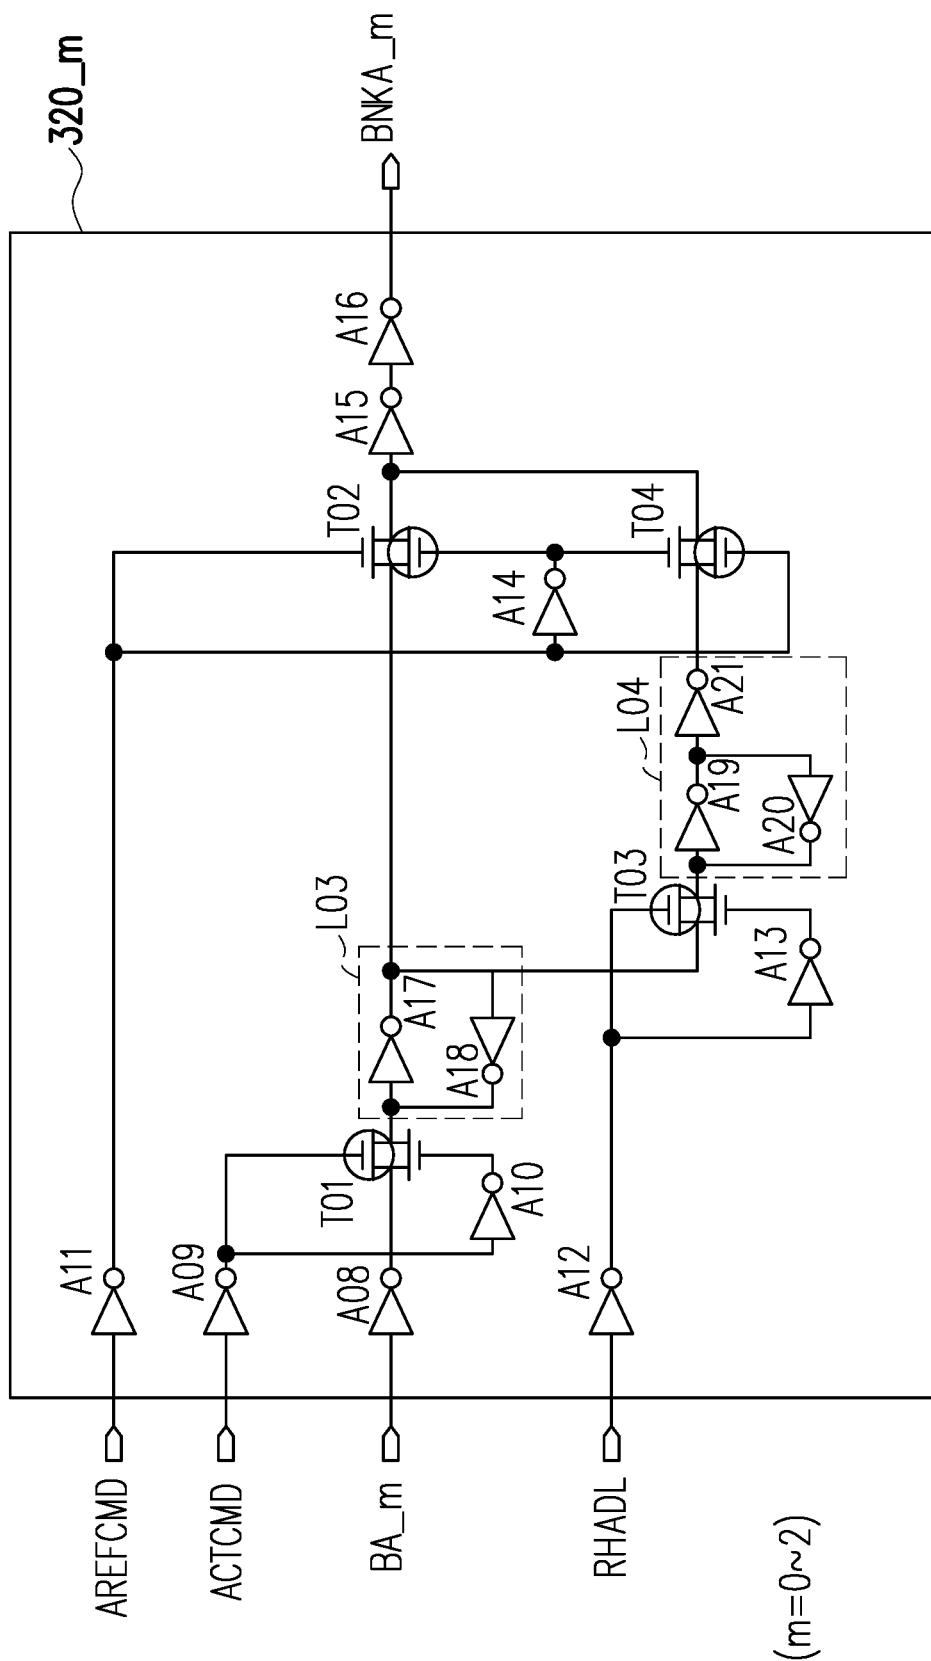 320_m
AREFCMD
A11
ACTCMD
A09
BA_m
A08
T01
A10
L03
A17
A18
T02
A14
A15
A16
BNKA_m
RHADL
A12
A13
T03
L04
A19
A20
A21
T04
(m=0~2)